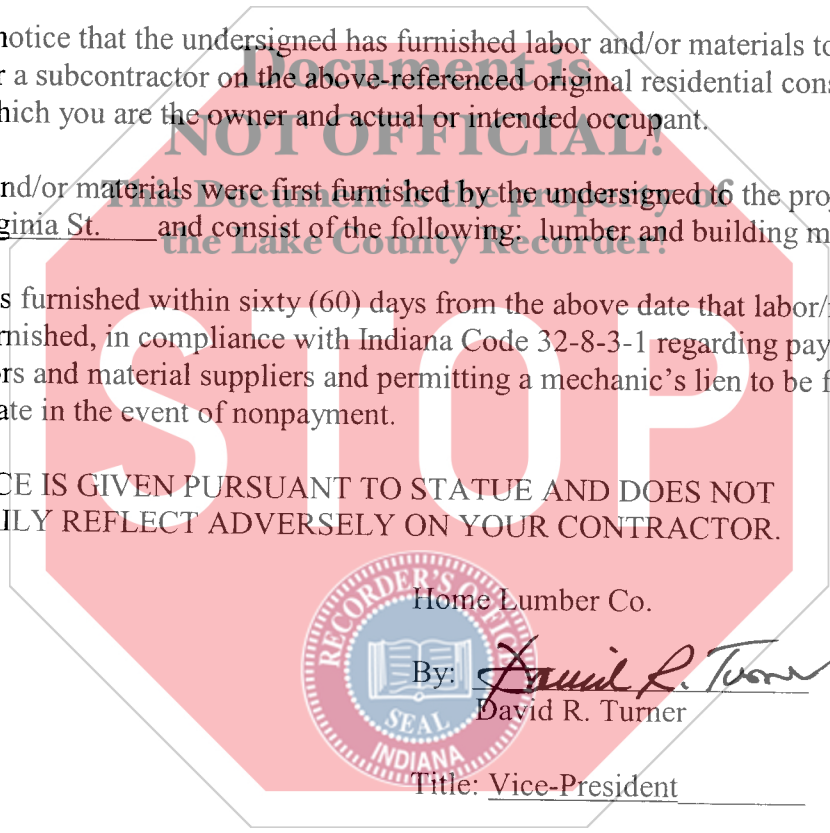 notice that the undersigned has furnished labor and/or materials to
r a subcontractor on the above-referenced original residential cons
hich you are the owner and actual or intended occupant.
nd/or materials were first furnished by the undersigned to the proj
ginia St. and consist of the following: lumber and building m
s furnished within sixty (60) days from the above date that labor/
rnished, in compliance with Indiana Code 32-8-3-1 regarding pay
ors and material suppliers and permitting a mechanic's lien to be f
ate in the event of nonpayment.
CE IS GIVEN PURSUANT TO STATUE AND DOES NOT
ILY REFLECT ADVERSELY ON YOUR CONTRACTOR.
Home Lumber Co.
By: David R. Turner
David R. Turner
Title: Vice-President
Document is
NOT OFFICIAL!
This Document is the property of
the Lake County Recorder!
STOP
RECORDER'S OFFICE
SEAL
INDIANA